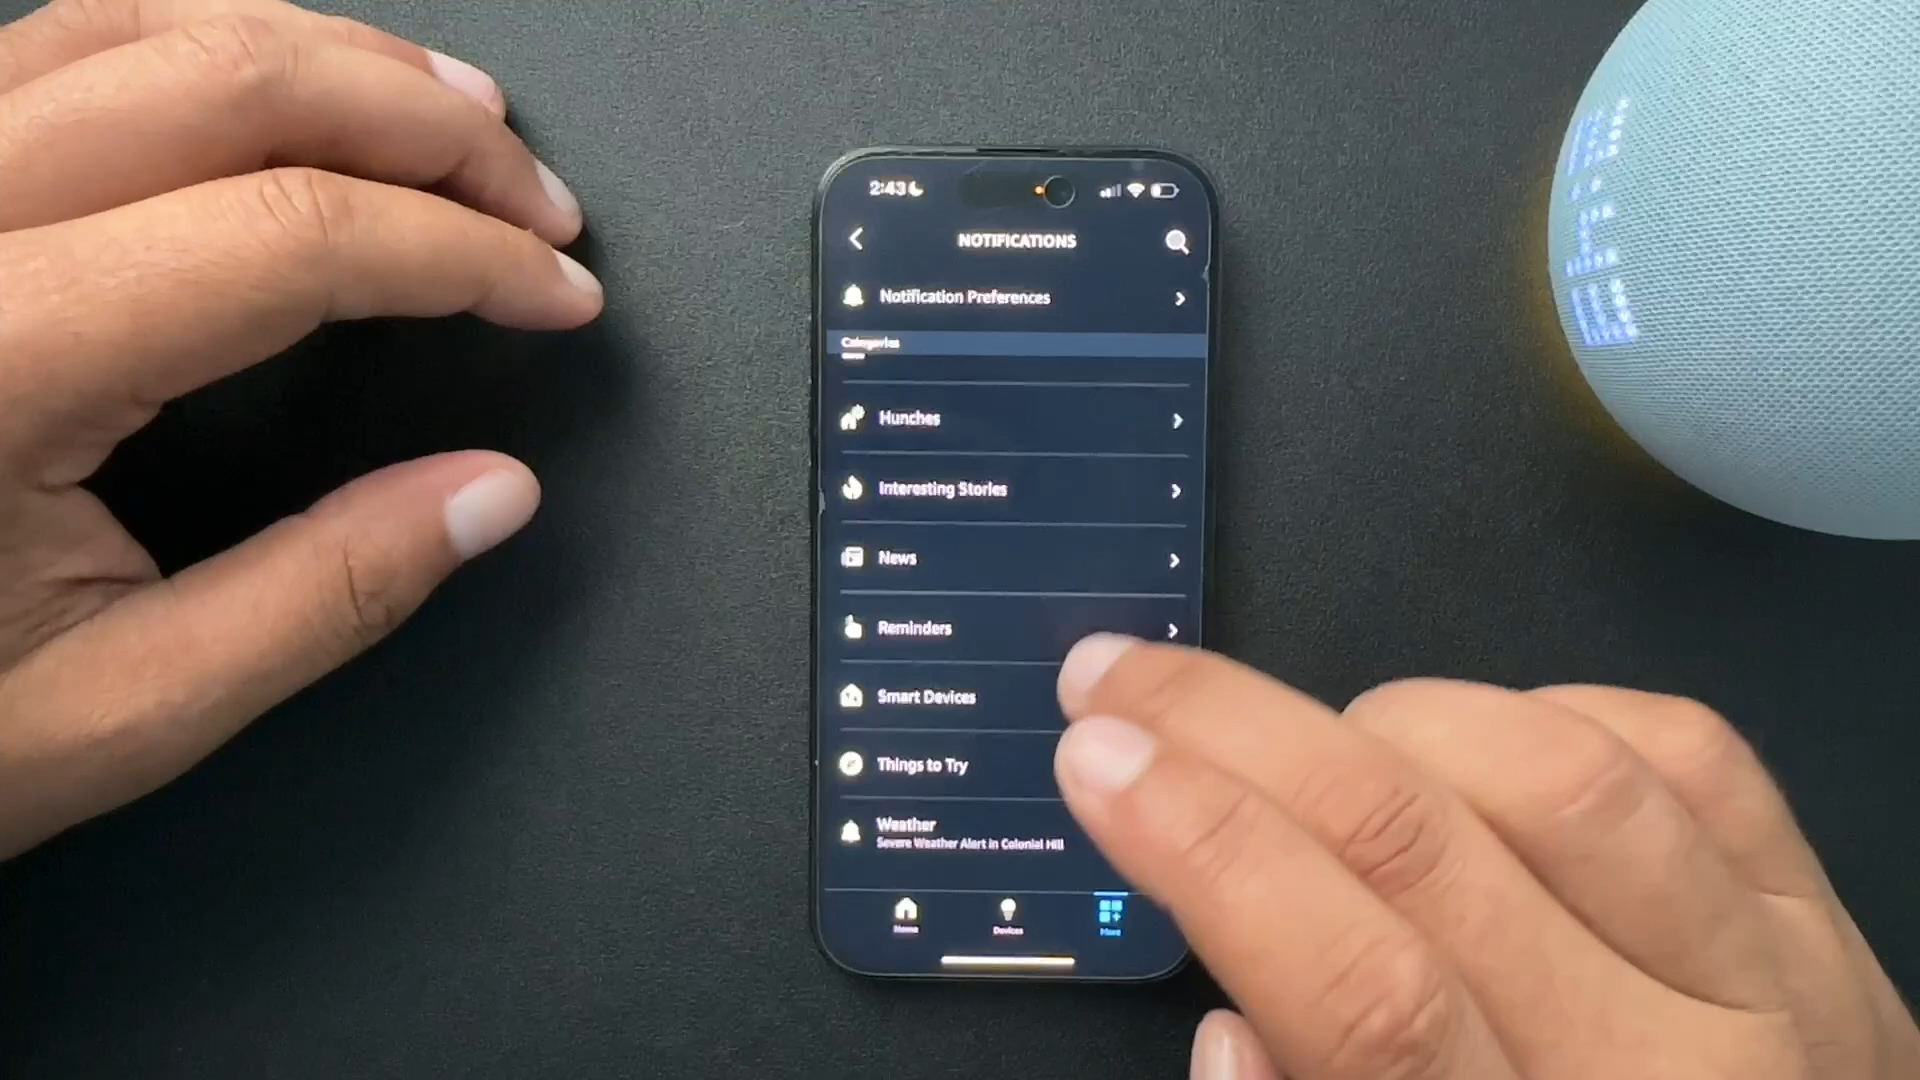 2:43
NOTIFICATIONS
Notification Preferences
Categories
Hunches
Interesting Stories
News
Reminders
Smart Devices
Things to Try
Weather
Severe Weather Alert in Colonial Hill
Home
Devices
More